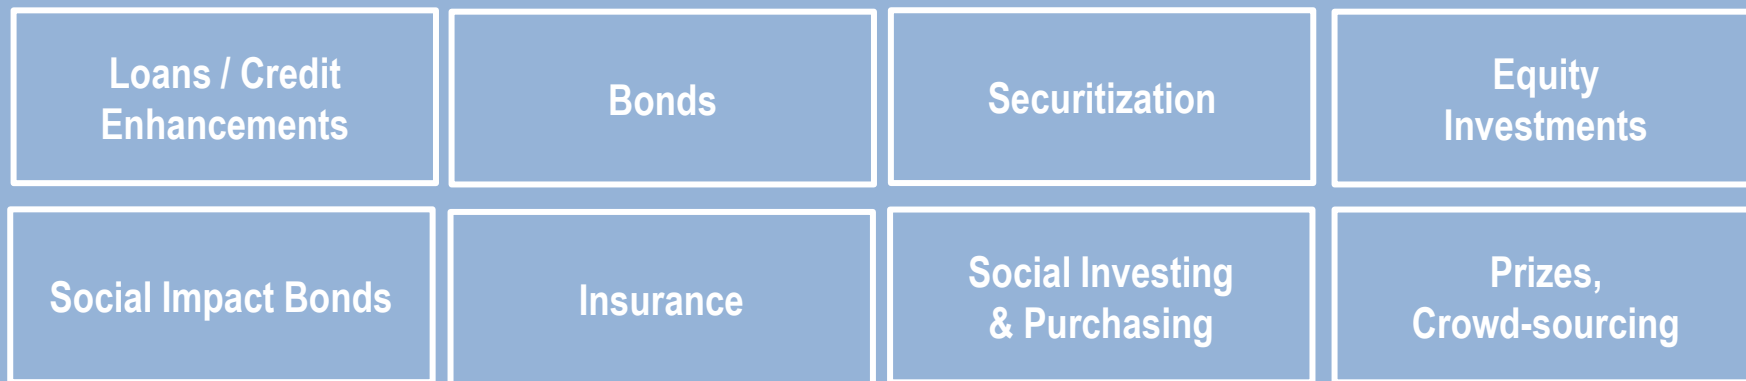 Loans / Credit
Enhancements
Bonds
Securitization
Equity
Investments
Social Impact Bonds
Insurance
Social Investing
& Purchasing
Prizes,
Crowd-sourcing